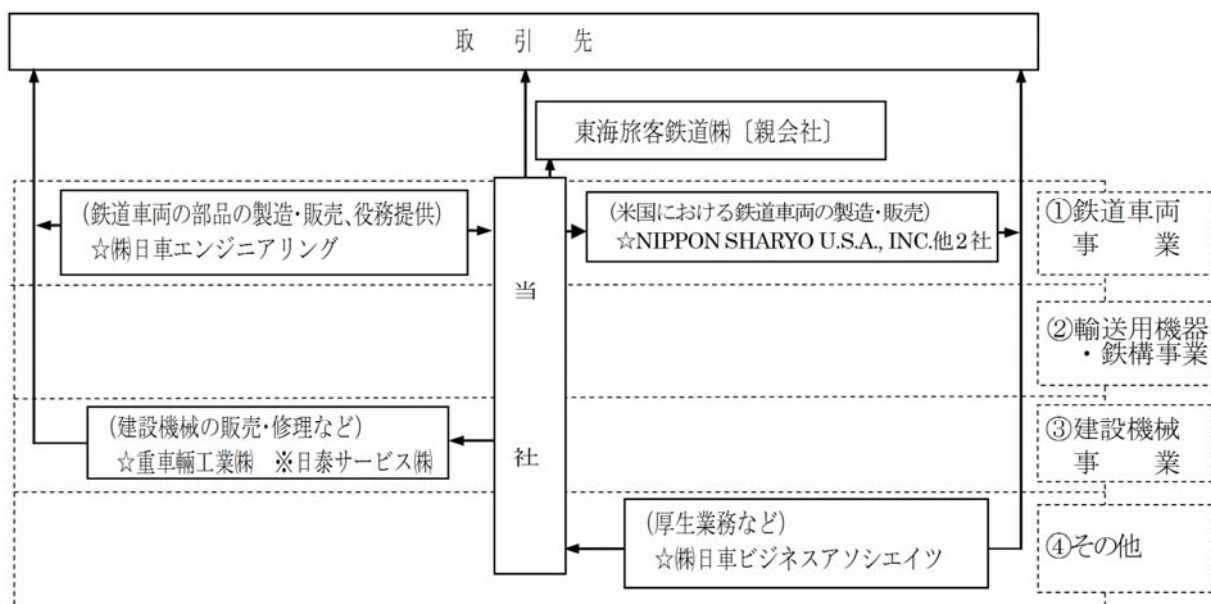 取引先
東海旅客鉄道㈱〔親会社〕
(鉄道車両の部品の製造･販売､役務提供)
☆㈱日車エンジニアリング
当社
(米国における鉄道車両の製造･販売)
☆NIPPON SHARYO U.S.A., INC.他2社
①鉄道車両
事業
②輸送用機器
・鉄構事業
(建設機械の販売･修理など)
☆重車輛工業㈱ ※日泰サービス㈱
③建設機械
事業
(厚生業務など)
☆㈱日車ビジネスアソシエイツ
④その他